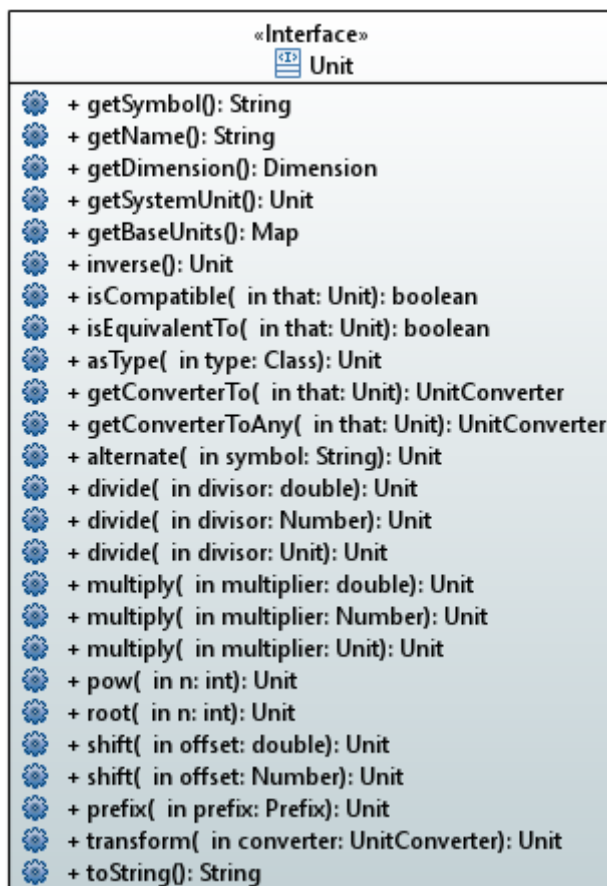 «Interface»
Unit
+ getSymbol(): String
+ getName(): String
+ getDimension(): Dimension
+ getSystemUnit(): Unit
+ getBaseUnits(): Map
+ inverse(): Unit
+ isCompatible( in that: Unit): boolean
+ isEquivalentTo( in that: Unit): boolean
+ asType( in type: Class): Unit
+ getConverterTo( in that: Unit): UnitConverter
+ getConverterToAny( in that: Unit): UnitConverter
+ alternate( in symbol: String): Unit
+ divide( in divisor: double): Unit
+ divide( in divisor: Number): Unit
+ divide( in divisor: Unit): Unit
+ multiply( in multiplier: double): Unit
+ multiply( in multiplier: Number): Unit
+ multiply( in multiplier: Unit): Unit
+ pow( in n: int): Unit
+ root( in n: int): Unit
+ shift( in offset: double): Unit
+ shift( in offset: Number): Unit
+ prefix( in prefix: Prefix): Unit
+ transform( in converter: UnitConverter): Unit
+ toString(): String